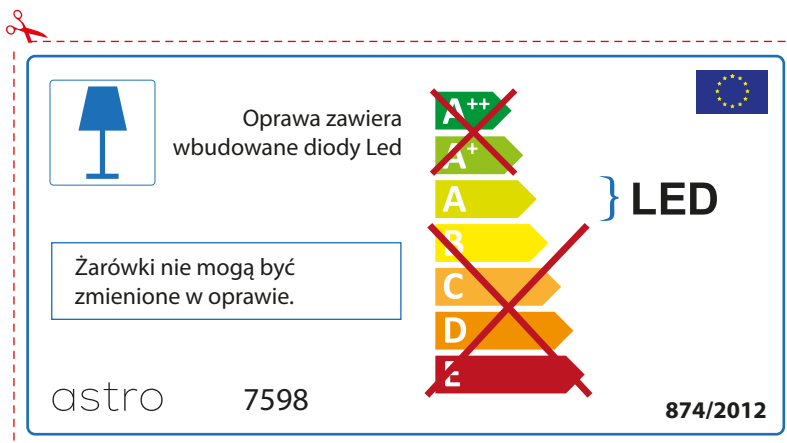 Oprawa zawiera
wbudowane diody Led
A++
A+
A
B
C
D
E
LED
Żarówki nie mogą być
zmienione w oprawie.
astro 7598
874/2012